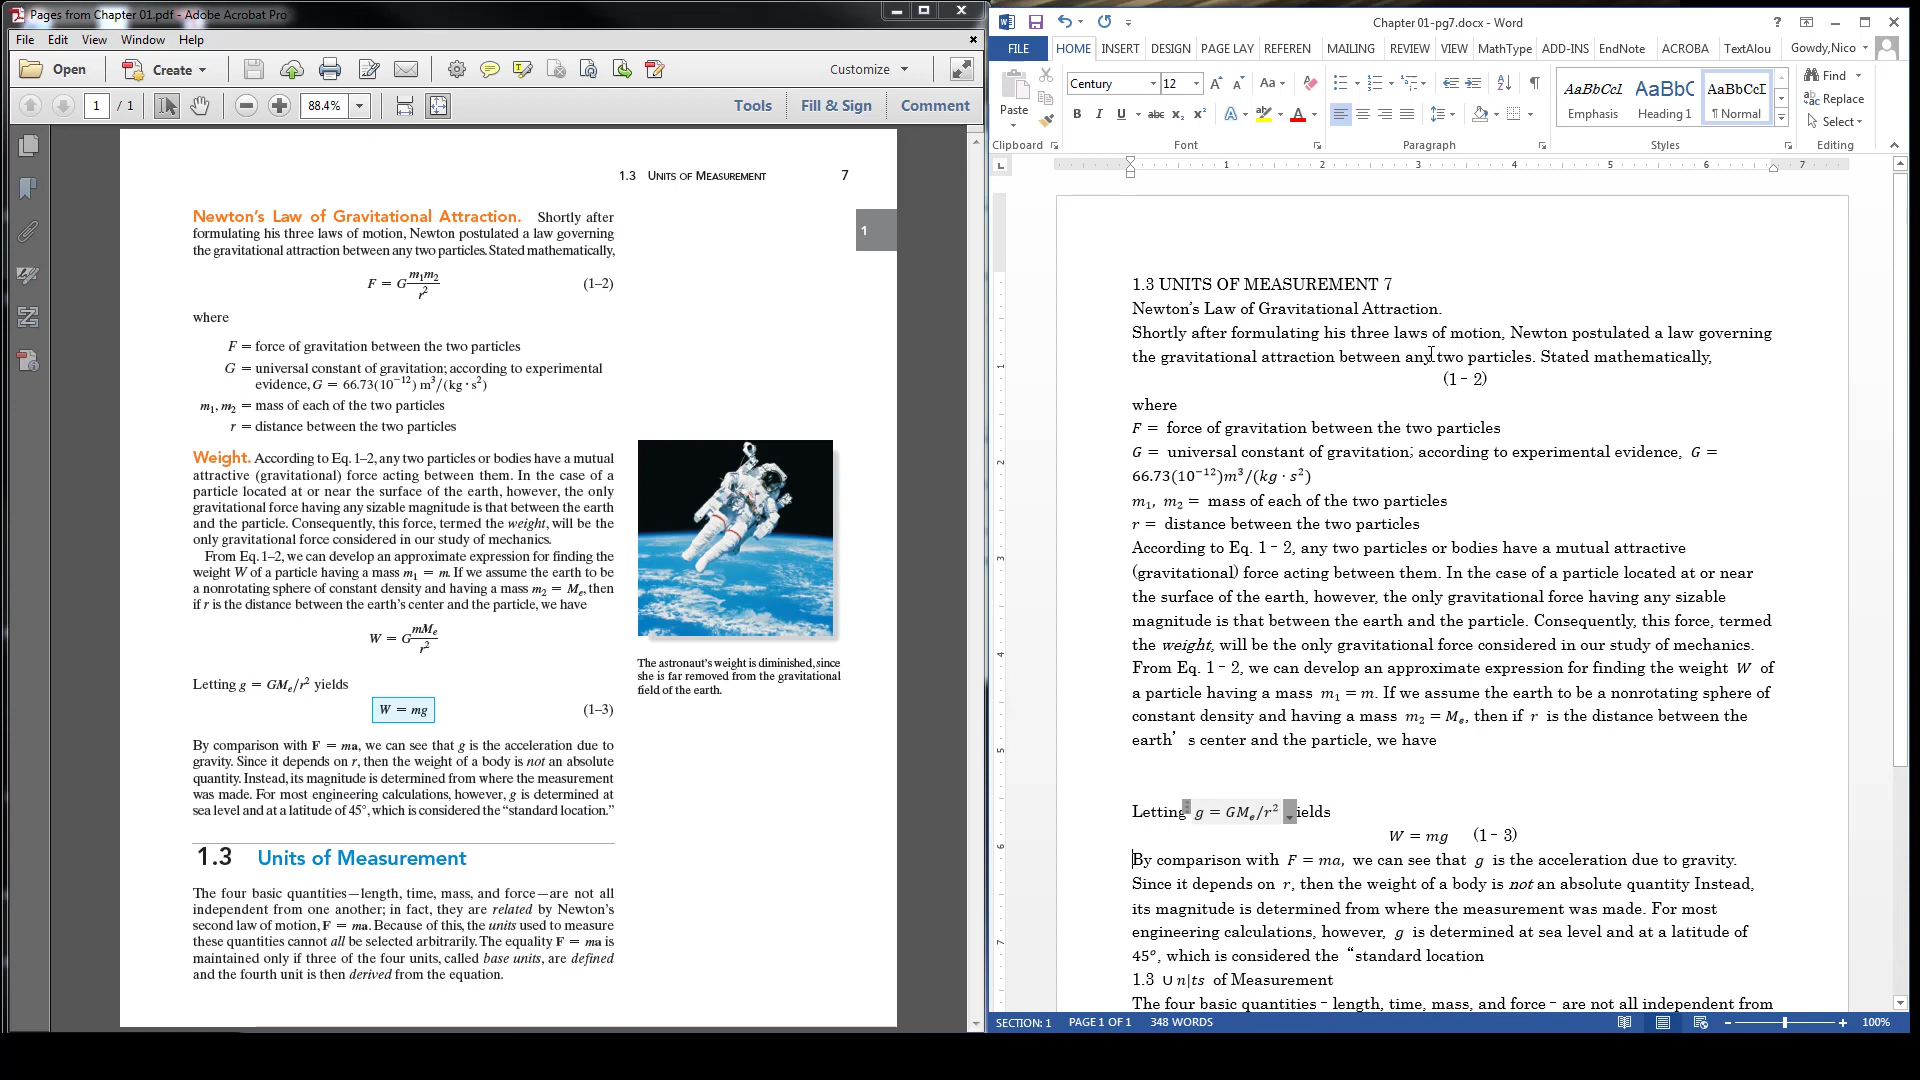 Pages from Chapter 01.pdf - Adobe Acrobat Pro
File Edit View Window Help
Open Create Customize
1 / 1 88.4% Tools Fill & Sign Comment
1.3 UNITS OF MEASUREMENT 7
1
Newton's Law of Gravitational Attraction. Shortly after
formulating his three laws of motion, Newton postulated a law governing
the gravitational attraction between any two particles. Stated mathematically,
F = G m₁m₂/r² (1–2)
where
F = force of gravitation between the two particles
G = universal constant of gravitation; according to experimental
evidence, G = 66.73(10⁻¹²) m³/(kg · s²)
m₁, m₂ = mass of each of the two particles
r = distance between the two particles
Weight. According to Eq. 1–2, any two particles or bodies have a mutual
attractive (gravitational) force acting between them. In the case of a
particle located at or near the surface of the earth, however, the only
gravitational force having any sizable magnitude is that between the earth
and the particle. Consequently, this force, termed the weight, will be the
only gravitational force considered in our study of mechanics.
From Eq. 1–2, we can develop an approximate expression for finding the
weight W of a particle having a mass m₁ = m. If we assume the earth to be
a nonrotating sphere of constant density and having a mass m₂ = Mₑ, then
if r is the distance between the earth's center and the particle, we have
W = G mMₑ/r²
Letting g = GMₑ/r² yields
W = mg (1–3)
By comparison with F = ma, we can see that g is the acceleration due to
gravity. Since it depends on r, then the weight of a body is not an absolute
quantity. Instead, its magnitude is determined from where the measurement
was made. For most engineering calculations, however, g is determined at
sea level and at a latitude of 45°, which is considered the “standard location.”
The astronaut's weight is diminished, since
she is far removed from the gravitational
field of the earth.
1.3 Units of Measurement
The four basic quantities—length, time, mass, and force—are not all
independent from one another; in fact, they are related by Newton's
second law of motion, F = ma. Because of this, the units used to measure
these quantities cannot all be selected arbitrarily. The equality F = ma is
maintained only if three of the four units, called base units, are defined
and the fourth unit is then derived from the equation.
Chapter 01-pg7.docx - Word
FILE HOME INSERT DESIGN PAGE LAY REFEREN MAILING REVIEW VIEW MathType ADD-INS EndNote ACROBA TextAlou Gowdy,Nico
Paste Century 12 Aa
B I U abc x₂ x² A A
AaBbCcI AaBbC AaBbCcI
Emphasis Heading 1 ¶ Normal
Find
Replace
Select
Clipboard Font Paragraph Styles Editing
1 2 3 4 5 6 7
1.3 UNITS OF MEASUREMENT 7
Newton's Law of Gravitational Attraction.
Shortly after formulating his three laws of motion, Newton postulated a law governing
the gravitational attraction between any two particles. Stated mathematically,
(1－2)
where
F = force of gravitation between the two particles
G = universal constant of gravitation; according to experimental evidence, G =
66.73(10⁻¹²)m³/(kg · s²)
m₁, m₂ = mass of each of the two particles
r = distance between the two particles
According to Eq. 1－2, any two particles or bodies have a mutual attractive
(gravitational) force acting between them. In the case of a particle located at or near
the surface of the earth, however, the only gravitational force having any sizable
magnitude is that between the earth and the particle. Consequently, this force, termed
the weight, will be the only gravitational force considered in our study of mechanics.
From Eq. 1－2, we can develop an approximate expression for finding the weight W of
a particle having a mass m₁ = m. If we assume the earth to be a nonrotating sphere of
constant density and having a mass m₂ = Mₑ, then if r is the distance between the
earth’ s center and the particle, we have
Letting g = GMₑ/r² ields
W = mg (1－3)
By comparison with F = ma, we can see that g is the acceleration due to gravity.
Since it depends on r, then the weight of a body is not an absolute quantity Instead,
its magnitude is determined from where the measurement was made. For most
engineering calculations, however, g is determined at sea level and at a latitude of
45°, which is considered the “standard location
1.3 ∪ n|ts of Measurement
The four basic quantities－length, time, mass, and force－are not all independent from
1 2 3 4 5 6 7
SECTION: 1 PAGE 1 OF 1 348 WORDS 100%